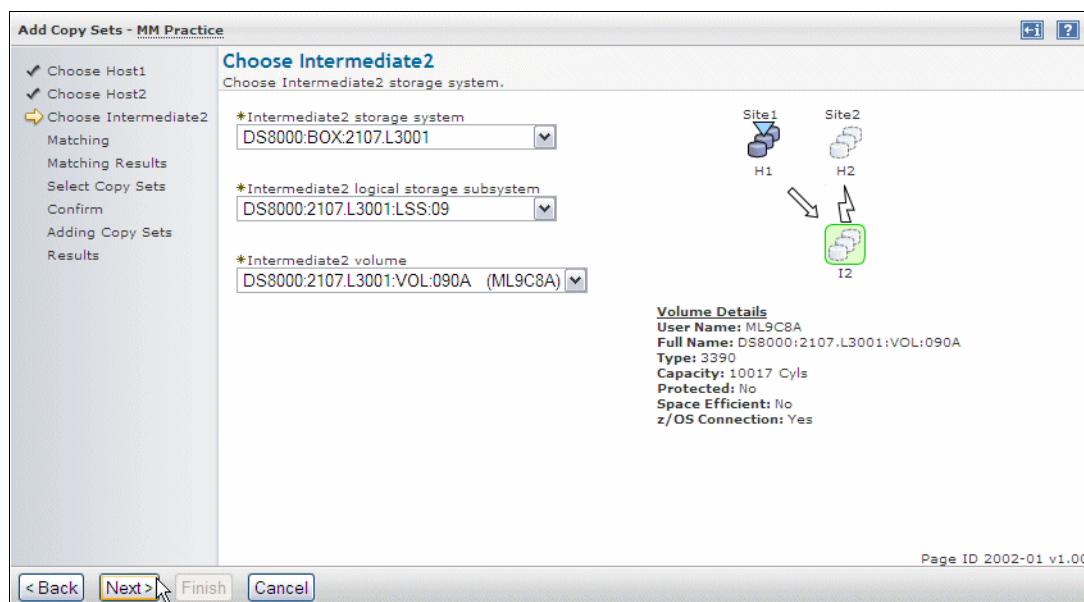 Add Copy Sets - MM Practice
Choose Host1
Choose Host2
Choose Intermediate2
Matching
Matching Results
Select Copy Sets
Confirm
Adding Copy Sets
Results
Choose Intermediate2
Choose Intermediate2 storage system.
*Intermediate2 storage system
DS8000:BOX:2107.L3001
*Intermediate2 logical storage subsystem
DS8000:2107.L3001:LSS:09
*Intermediate2 volume
DS8000:2107.L3001:VOL:090A (ML9C8A)
Site1 Site2
H1 H2
I2
Volume Details
User Name: ML9C8A
Full Name: DS8000:2107.L3001:VOL:090A
Type: 3390
Capacity: 10017 Cyls
Protected: No
Space Efficient: No
z/OS Connection: Yes
Page ID 2002-01 v1.00
< Back Next > Finish Cancel